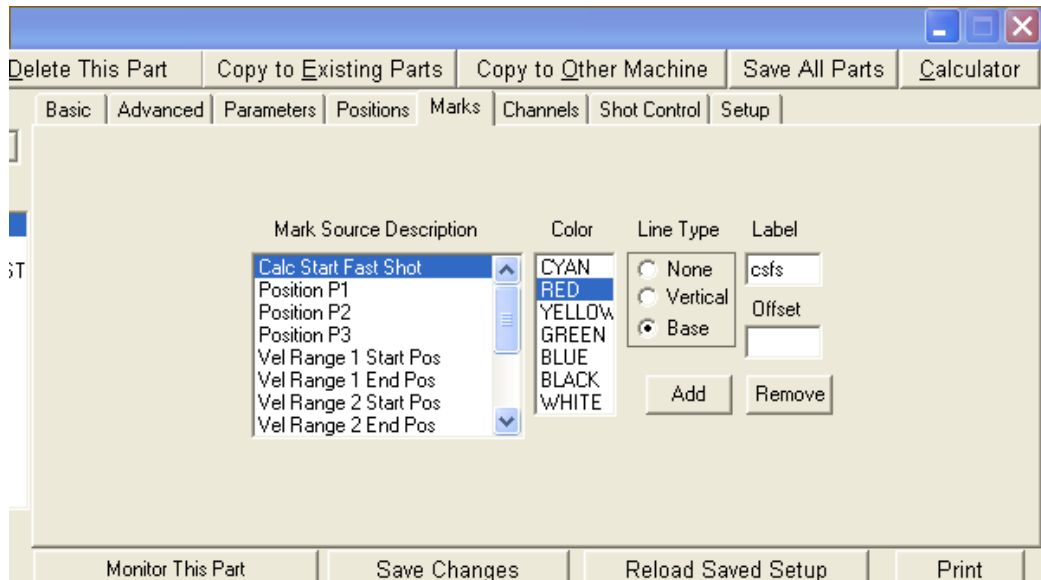 Delete This Part Copy to Existing Parts Copy to Other Machine Save All Parts Calculator
Basic Advanced Parameters Positions Marks Channels Shot Control Setup
Mark Source Description Color Line Type Label
Calc Start Fast Shot CYAN None csfs
Position P1 RED Vertical
Position P2 YELLOW Offset
Position P3 GREEN Base
Vel Range 1 Start Pos BLUE
Vel Range 1 End Pos BLACK Add Remove
Vel Range 2 Start Pos WHITE
Vel Range 2 End Pos
ST
Monitor This Part Save Changes Reload Saved Setup Print